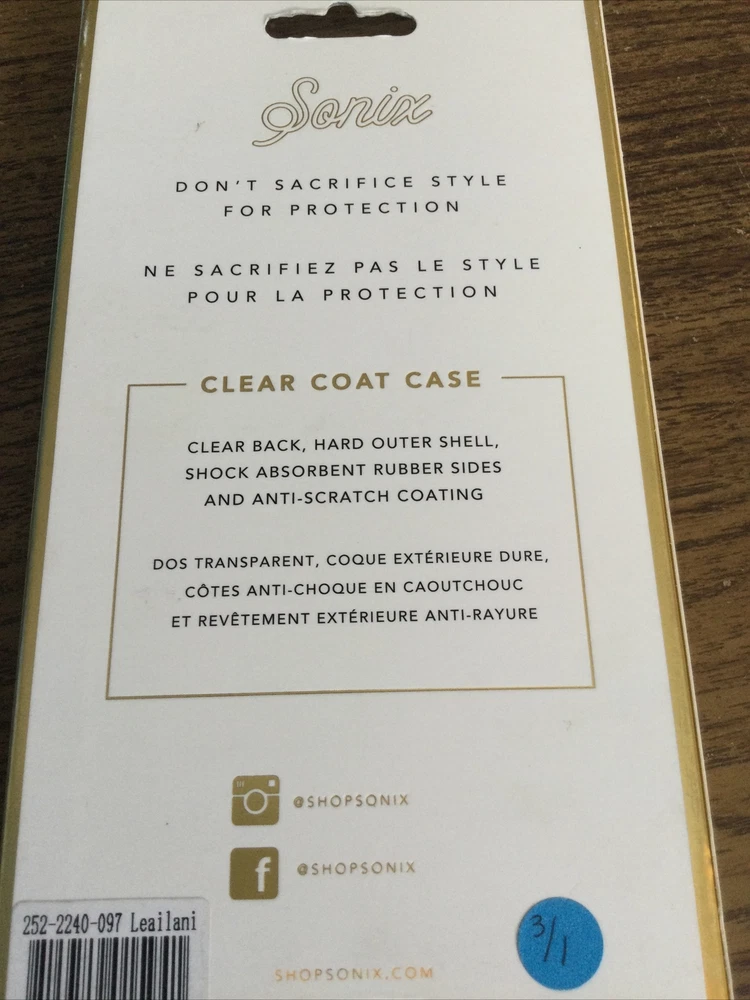 Sonix
DON'T SACRIFICE STYLE
FOR PROTECTION
NE SACRIFIEZ PAS LE STYLE
POUR LA PROTECTION
CLEAR COAT CASE
CLEAR BACK, HARD OUTER SHELL,
SHOCK ABSORBENT RUBBER SIDES
AND ANTI-SCRATCH COATING
DOS TRANSPARENT, COQUE EXTÉRIEURE DURE,
CÔTES ANTI-CHOQUE EN CAOUTCHOUC
ET REVÊTEMENT EXTÉRIEURE ANTI-RAYURE
@SHOPSONIX
f @SHOPSONIX
252-2240-097 Leailani
3/1
SHOPSONIX.COM